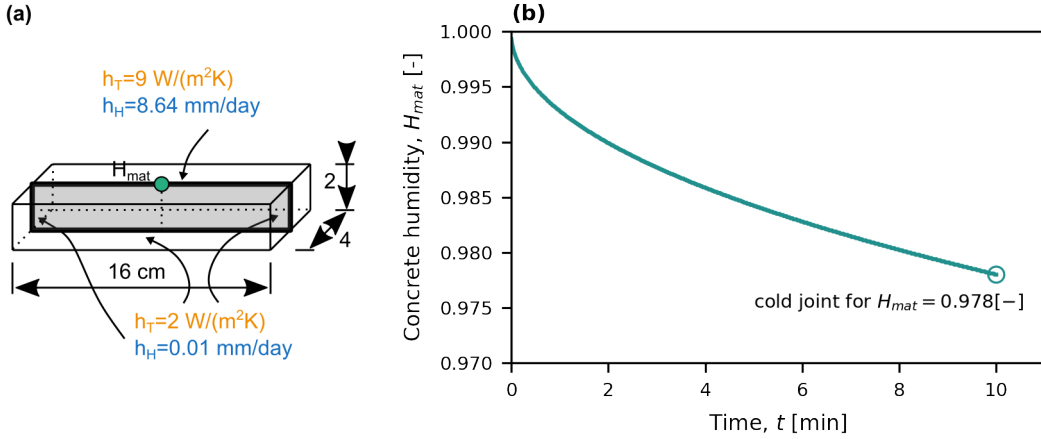 (a)
h_T=9 W/(m²K)
h_H=8.64 mm/day
H_mat
2
4
16 cm
h_T=2 W/(m²K)
h_H=0.01 mm/day
(b)
Concrete humidity, H_mat [-]
1.000
0.995
0.990
0.985
0.980
0.975
0.970
cold joint for H_mat = 0.978[−]
0 2 4 6 8 10
Time, t [min]